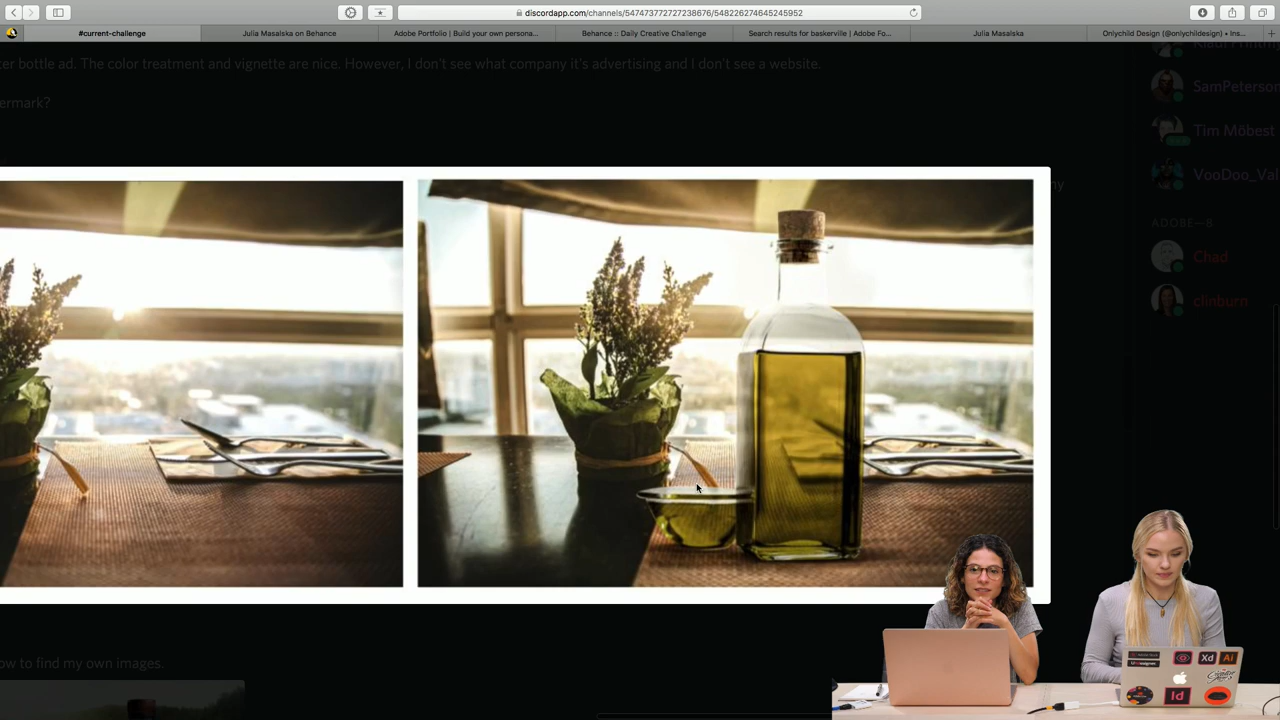 discordapp.com/channels/547473772727238676/548226274645245952
#current-challenge
Julia Masalska on Behance
Adobe Portfolio | Build your own persona...
Behance :: Daily Creative Challenge
Search results for baskerville | Adobe Fo...
Julia Masalska
Onlychild Design (@onlychildesign) • Ins...
ter bottle ad. The color treatment and vignette are nice. However, I don't see what company it's advertising and I don't see a website.
SamPeterson
ermark?
Tim Möbest
VooDoo_Val
my
ADOBE—8
Chad
clinburn
ow to find my own images.
Xd
Ai
Id